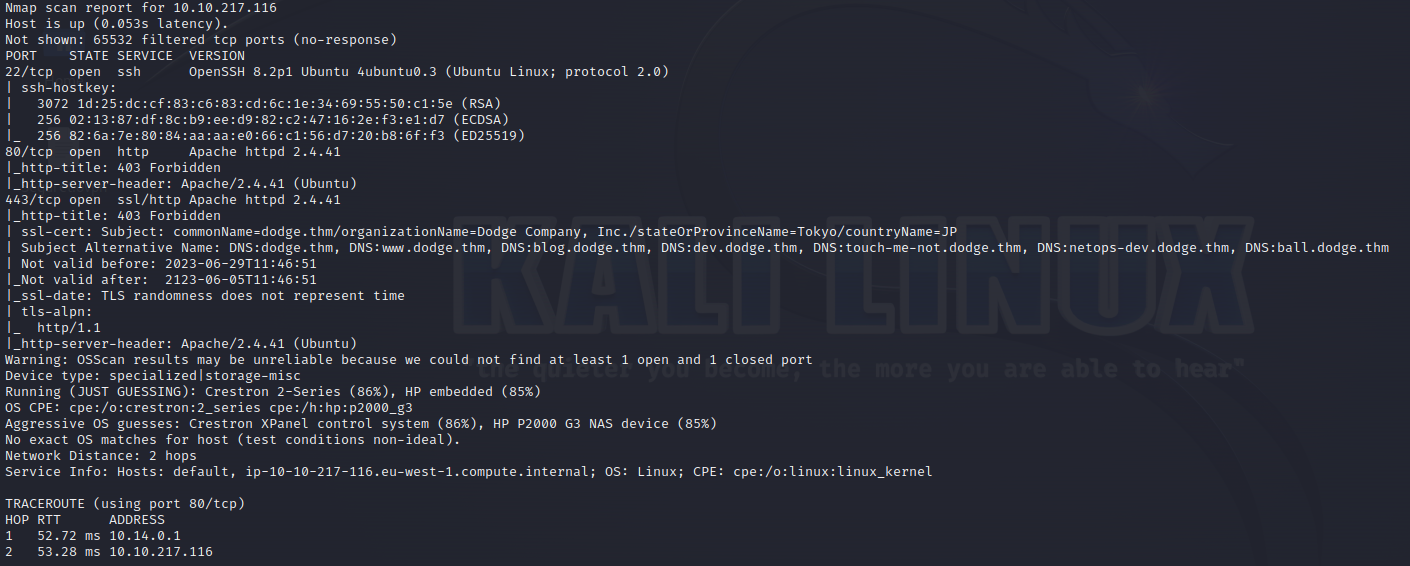 Nmap scan report for 10.10.217.116
Host is up (0.053s latency).
Not shown: 65532 filtered tcp ports (no-response)
PORT    STATE SERVICE  VERSION
22/tcp  open  ssh      OpenSSH 8.2p1 Ubuntu 4ubuntu0.3 (Ubuntu Linux; protocol 2.0)
| ssh-hostkey:
|   3072 1d:25:dc:cf:83:c6:83:cd:6c:1e:34:69:55:50:c1:5e (RSA)
|   256 02:13:87:df:8c:b9:ee:d9:82:c2:47:16:2e:f3:e1:d7 (ECDSA)
|_  256 82:6a:7e:80:84:aa:ae:e0:66:c1:56:d7:20:b8:6f:f3 (ED25519)
80/tcp  open  http     Apache httpd 2.4.41
|_http-title: 403 Forbidden
|_http-server-header: Apache/2.4.41 (Ubuntu)
443/tcp open  ssl/http Apache httpd 2.4.41
|_http-title: 403 Forbidden
| ssl-cert: Subject: commonName=dodge.thm/organizationName=Dodge Company, Inc./stateOrProvinceName=Tokyo/countryName=JP
| Subject Alternative Name: DNS:dodge.thm, DNS:www.dodge.thm, DNS:blog.dodge.thm, DNS:dev.dodge.thm, DNS:touch-me-not.dodge.thm, DNS:netops-dev.dodge.thm, DNS:ball.dodge.thm
| Not valid before: 2023-06-29T11:46:51
|_Not valid after:  2123-06-05T11:46:51
|_ssl-date: TLS randomness does not represent time
| tls-alpn:
|_  http/1.1
|_http-server-header: Apache/2.4.41 (Ubuntu)
KALI LINUX
Warning: OSScan results may be unreliable because we could not find at least 1 open and 1 closed port
"the quieter you become, the more you are able to hear"
Device type: specialized|storage-misc
Running (JUST GUESSING): Crestron 2-Series (86%), HP embedded (85%)
OS CPE: cpe:/o:crestron:2_series cpe:/h:hp:p2000_g3
Aggressive OS guesses: Crestron XPanel control system (86%), HP P2000 G3 NAS device (85%)
No exact OS matches for host (test conditions non-ideal).
Network Distance: 2 hops
Service Info: Hosts: default, ip-10-10-217-116.eu-west-1.compute.internal; OS: Linux; CPE: cpe:/o:linux:linux_kernel
TRACEROUTE (using port 80/tcp)
HOP RTT      ADDRESS
1   52.72 ms 10.14.0.1
2   53.28 ms 10.10.217.116